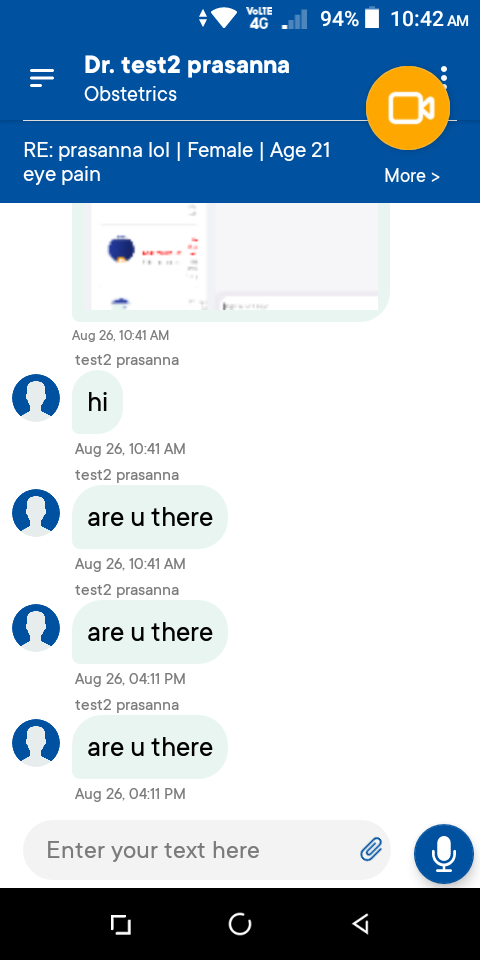 VoLTE 4G 94% 10:42 AM
Dr. test2 prasanna
Obstetrics
RE: prasanna lol | Female | Age 21
eye pain
More >
Aug 26, 10:41 AM
test2 prasanna
hi
Aug 26, 10:41 AM
test2 prasanna
are u there
Aug 26, 10:41 AM
test2 prasanna
are u there
Aug 26, 04:11 PM
test2 prasanna
are u there
Aug 26, 04:11 PM
Enter your text here